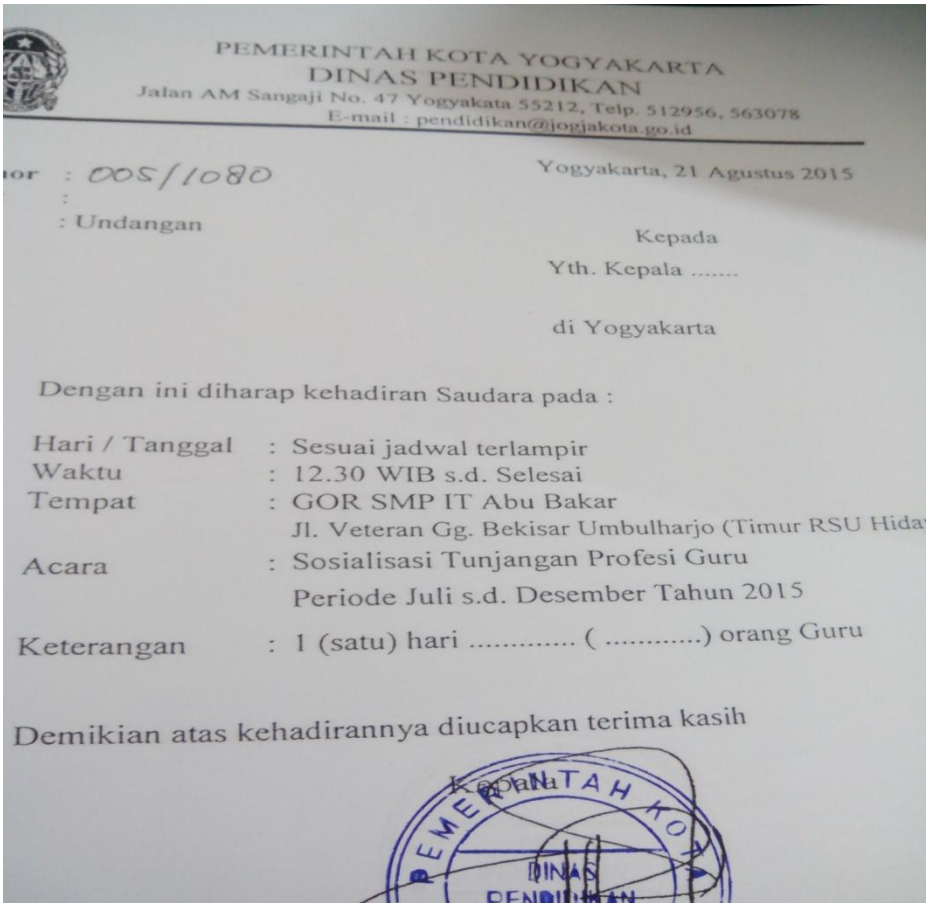 PEMERINTAH KOTA YOGYAKARTA
DINAS PENDIDIKAN
Jalan AM Sangaji No. 47 Yogyakata 55212, Telp. 512956, 563078
E-mail : pendidikan@jogjakota.go.id
: 005/1080
Yogyakarta, 21 Agustus 2015
:
: Undangan
Kepada
Yth. Kepala .......
di Yogyakarta
Dengan ini diharap kehadiran Saudara pada :
Hari / Tanggal : Sesuai jadwal terlampir
Waktu : 12.30 WIB s.d. Selesai
Tempat : GOR SMP IT Abu Bakar
Jl. Veteran Gg. Bekisar Umbulharjo (Timur RSU
Acara : Sosialisasi Tunjangan Profesi Guru
Periode Juli s.d. Desember Tahun 2015
Keterangan : 1 (satu) hari ............. ( ............) orang Guru
Demikian atas kehadirannya diucapkan terima kasih
Kepala
PEMERINTAH KOTA
DINAS
PENDIDIKAN